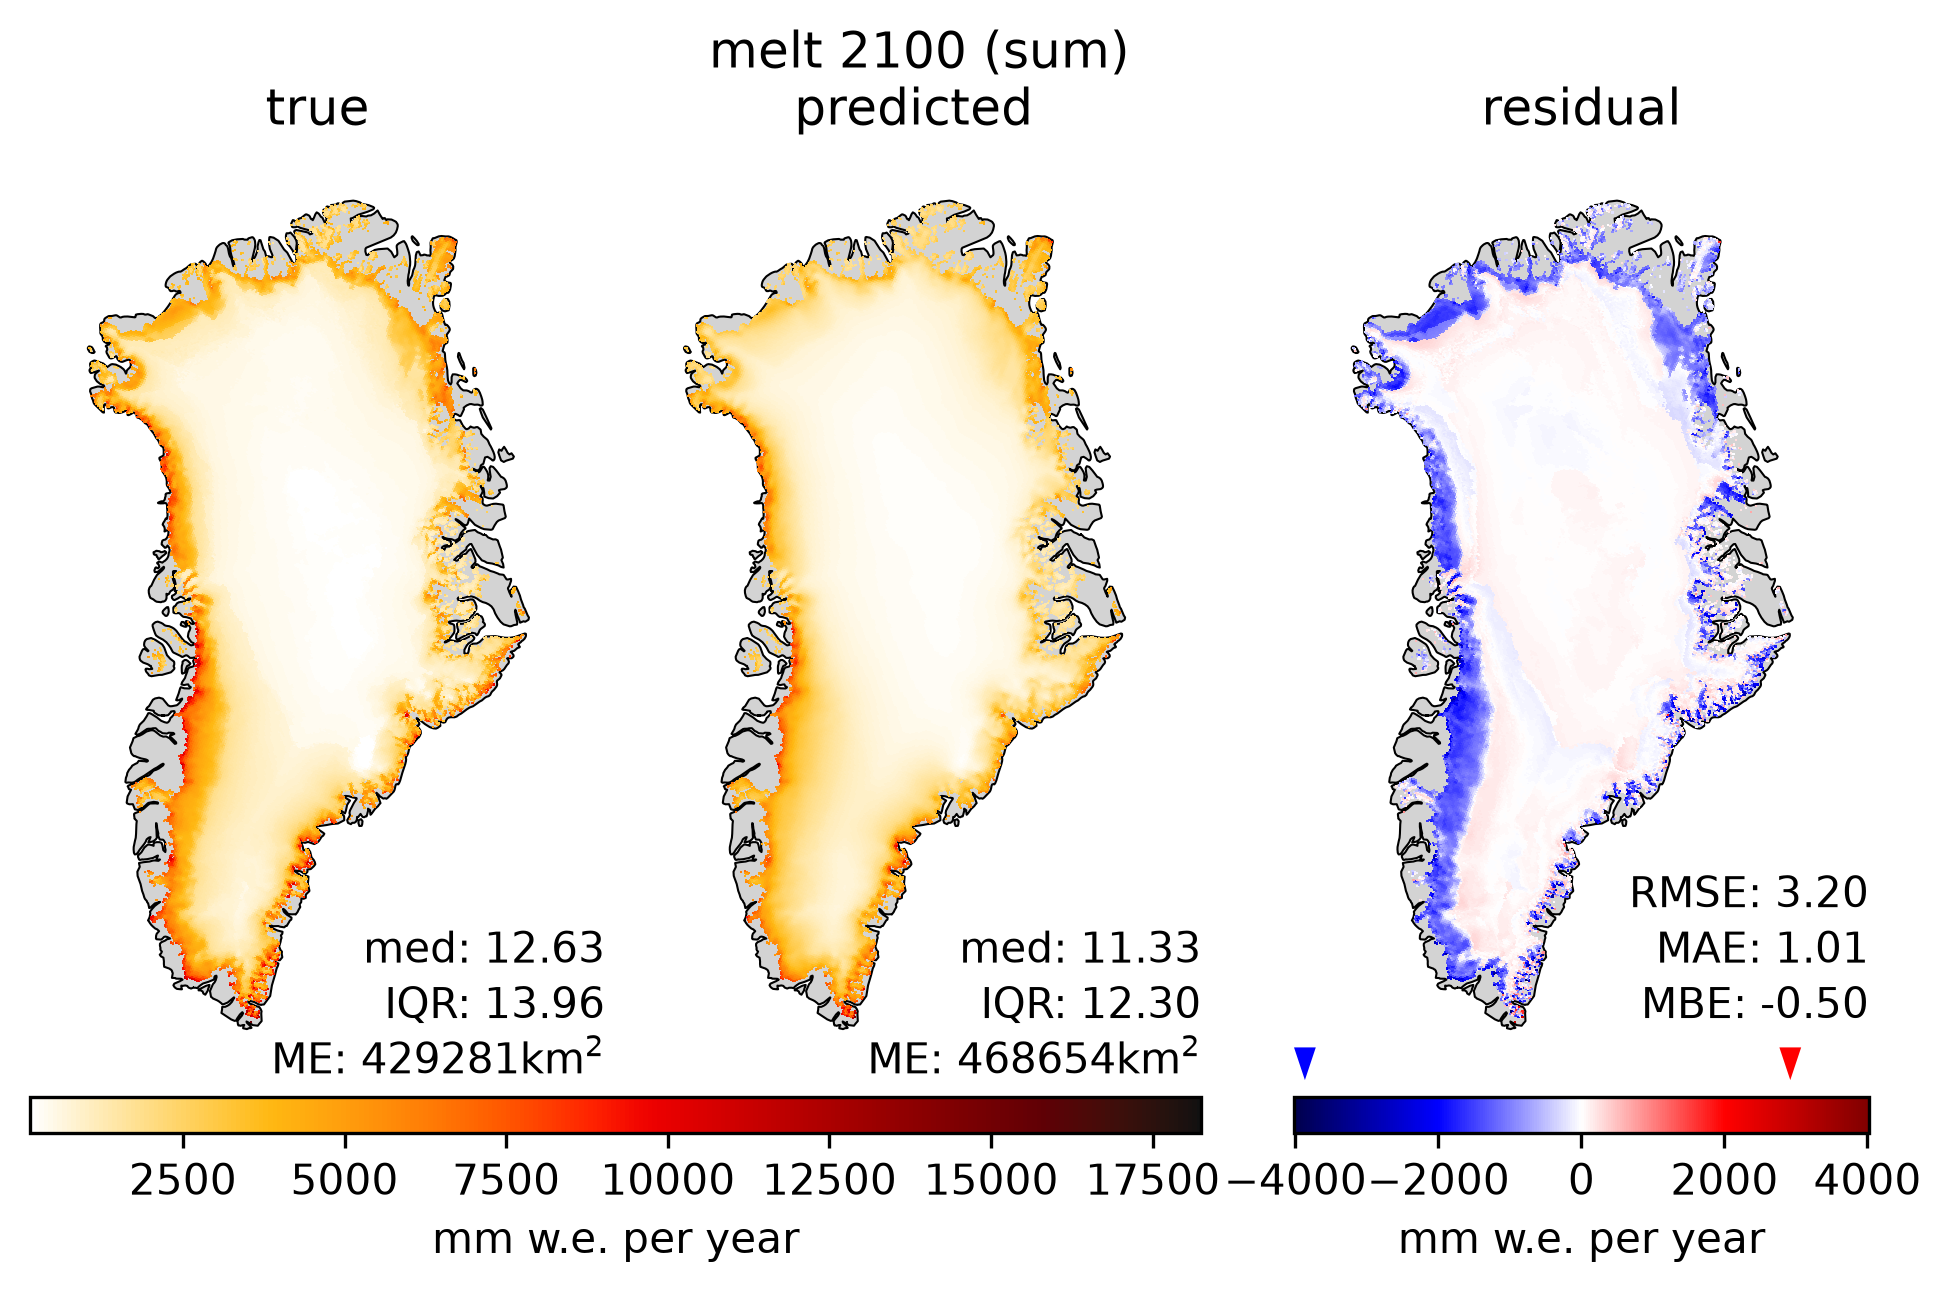 melt 2100 (sum)
true
predicted
residual
med: 12.63
IQR: 13.96
ME: 429281km²
med: 11.33
IQR: 12.30
ME: 468654km²
RMSE: 3.20
MAE: 1.01
MBE: -0.50
2500 5000 7500 10000 12500 15000 17500
mm w.e. per year
−4000 −2000 0 2000 4000
mm w.e. per year